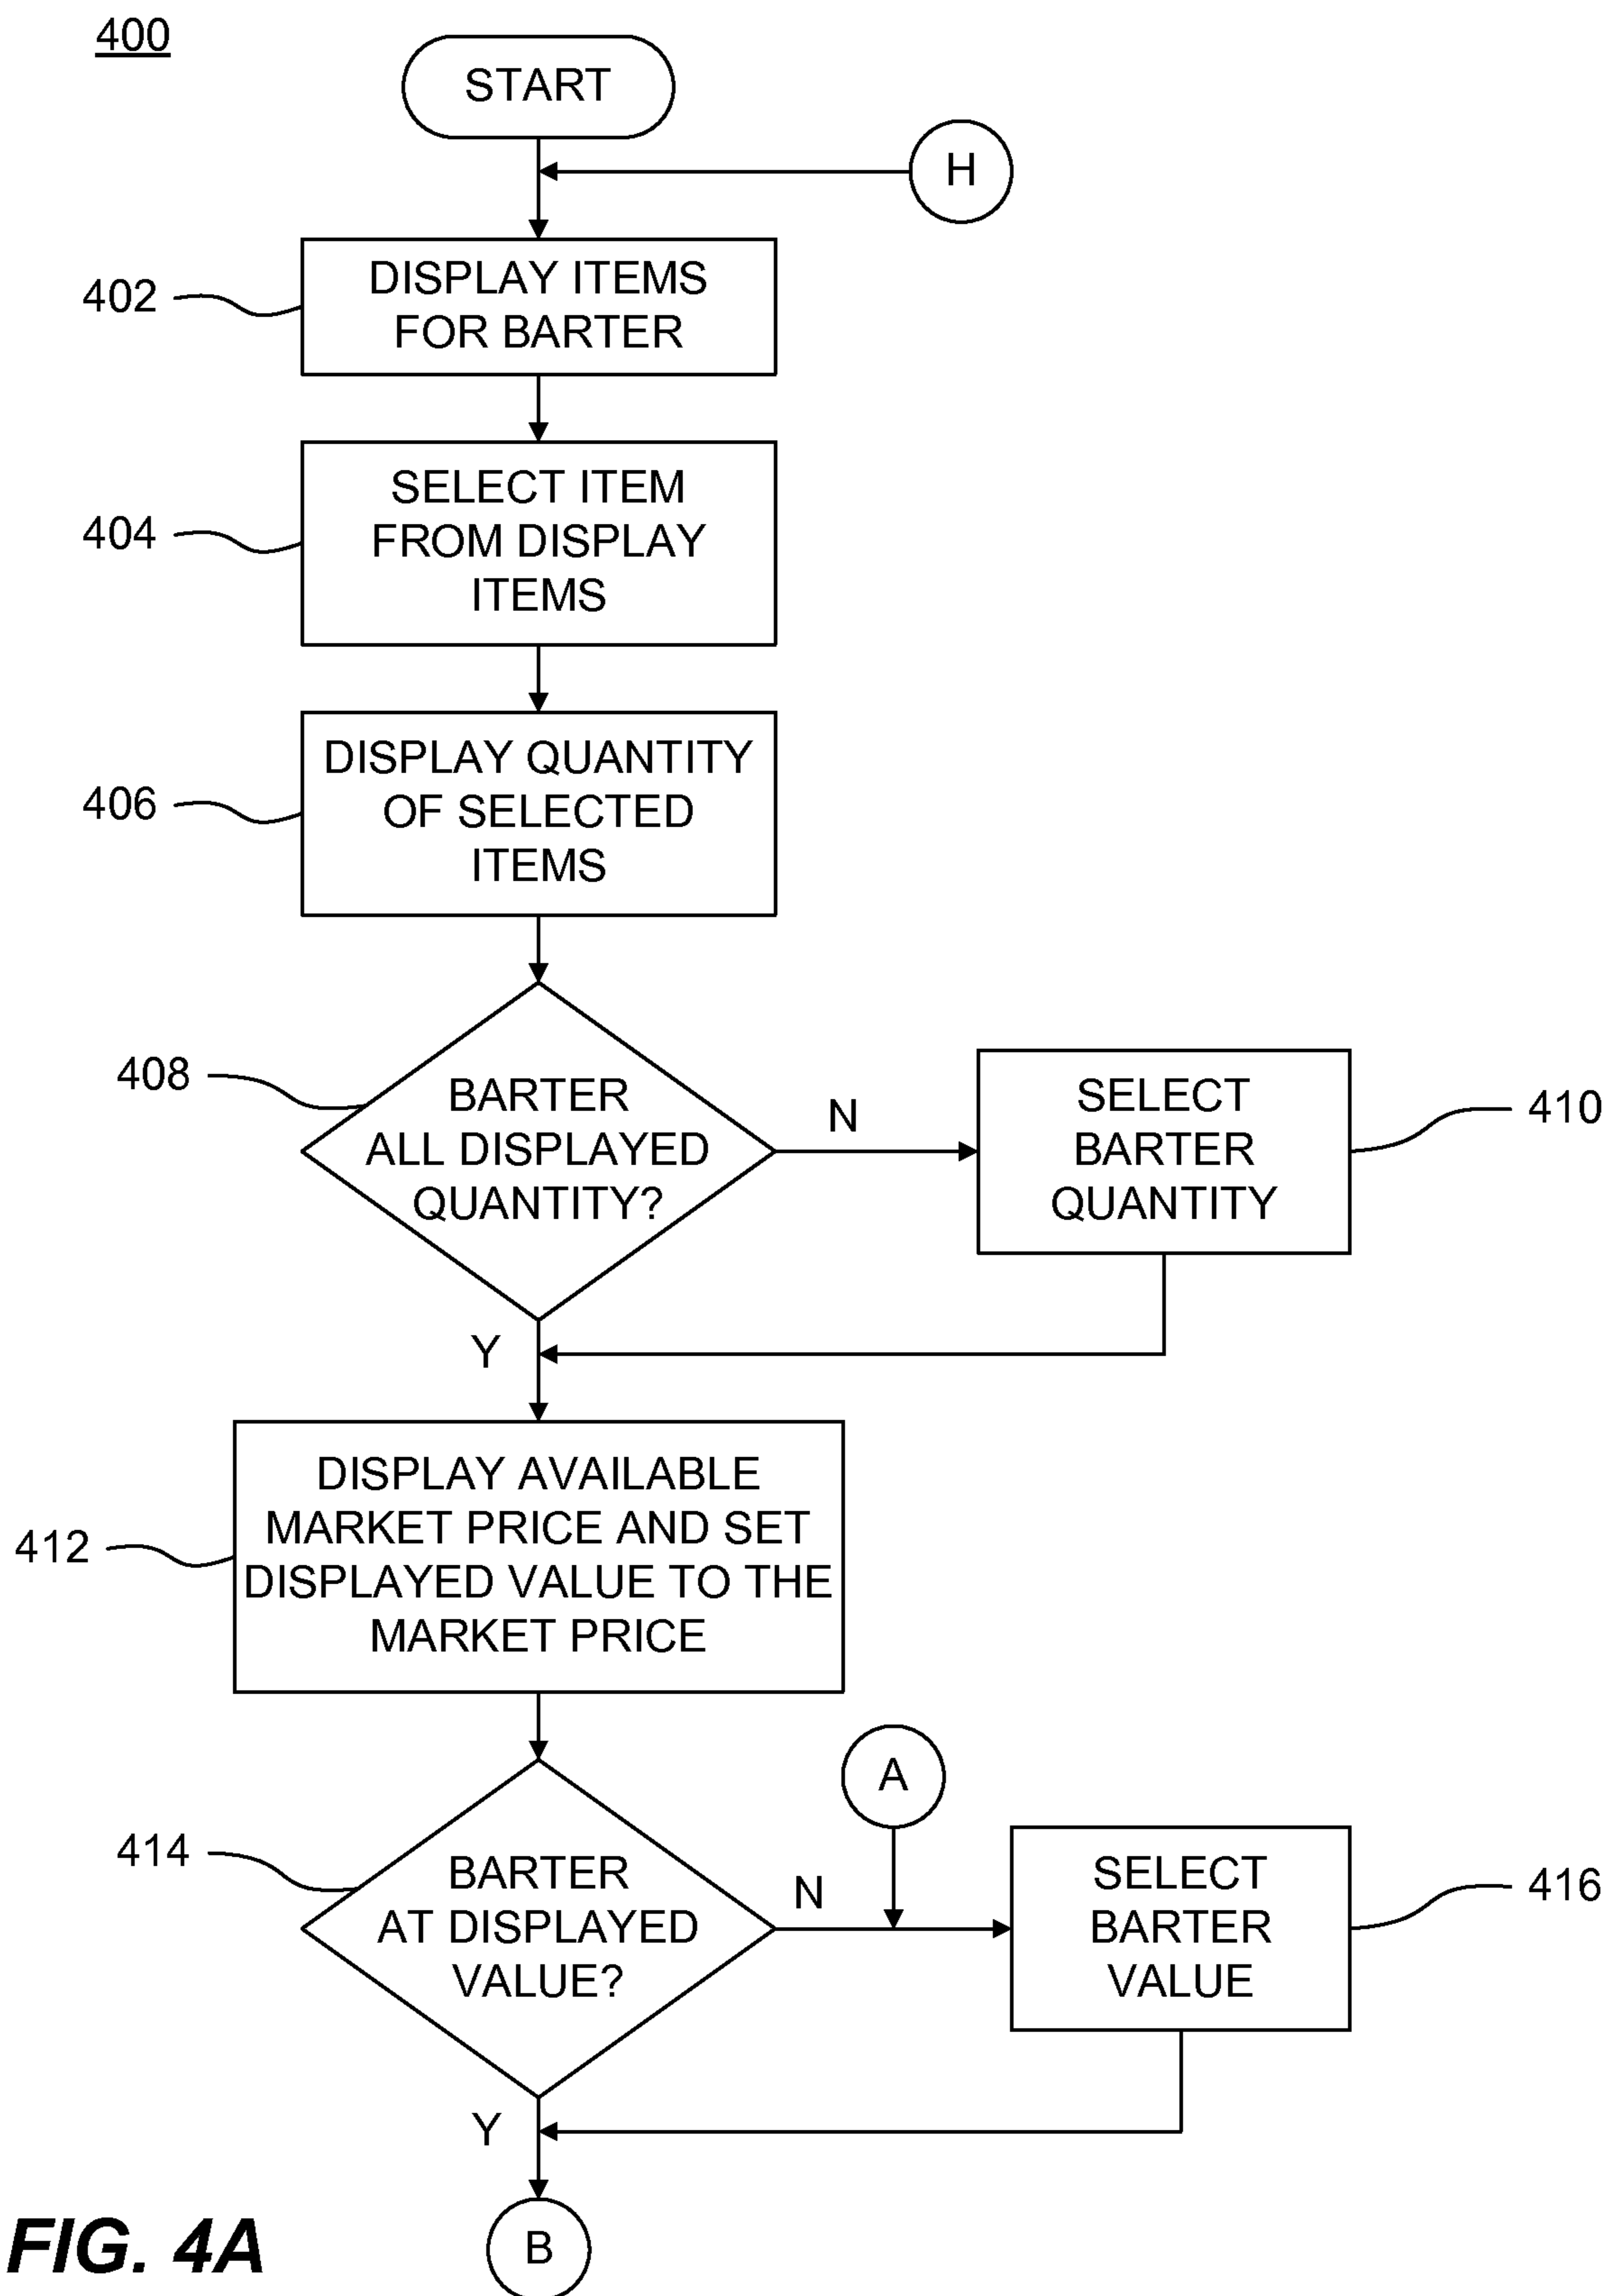 400
START
H
402
DISPLAY ITEMS
FOR BARTER
404
SELECT ITEM
FROM DISPLAY
ITEMS
406
DISPLAY QUANTITY
OF SELECTED
ITEMS
408
BARTER
ALL DISPLAYED
QUANTITY?
N
SELECT
BARTER
QUANTITY
410
Y
412
DISPLAY AVAILABLE
MARKET PRICE AND SET
DISPLAYED VALUE TO THE
MARKET PRICE
A
414
BARTER
AT DISPLAYED
VALUE?
N
SELECT
BARTER
VALUE
416
Y
B
FIG. 4A